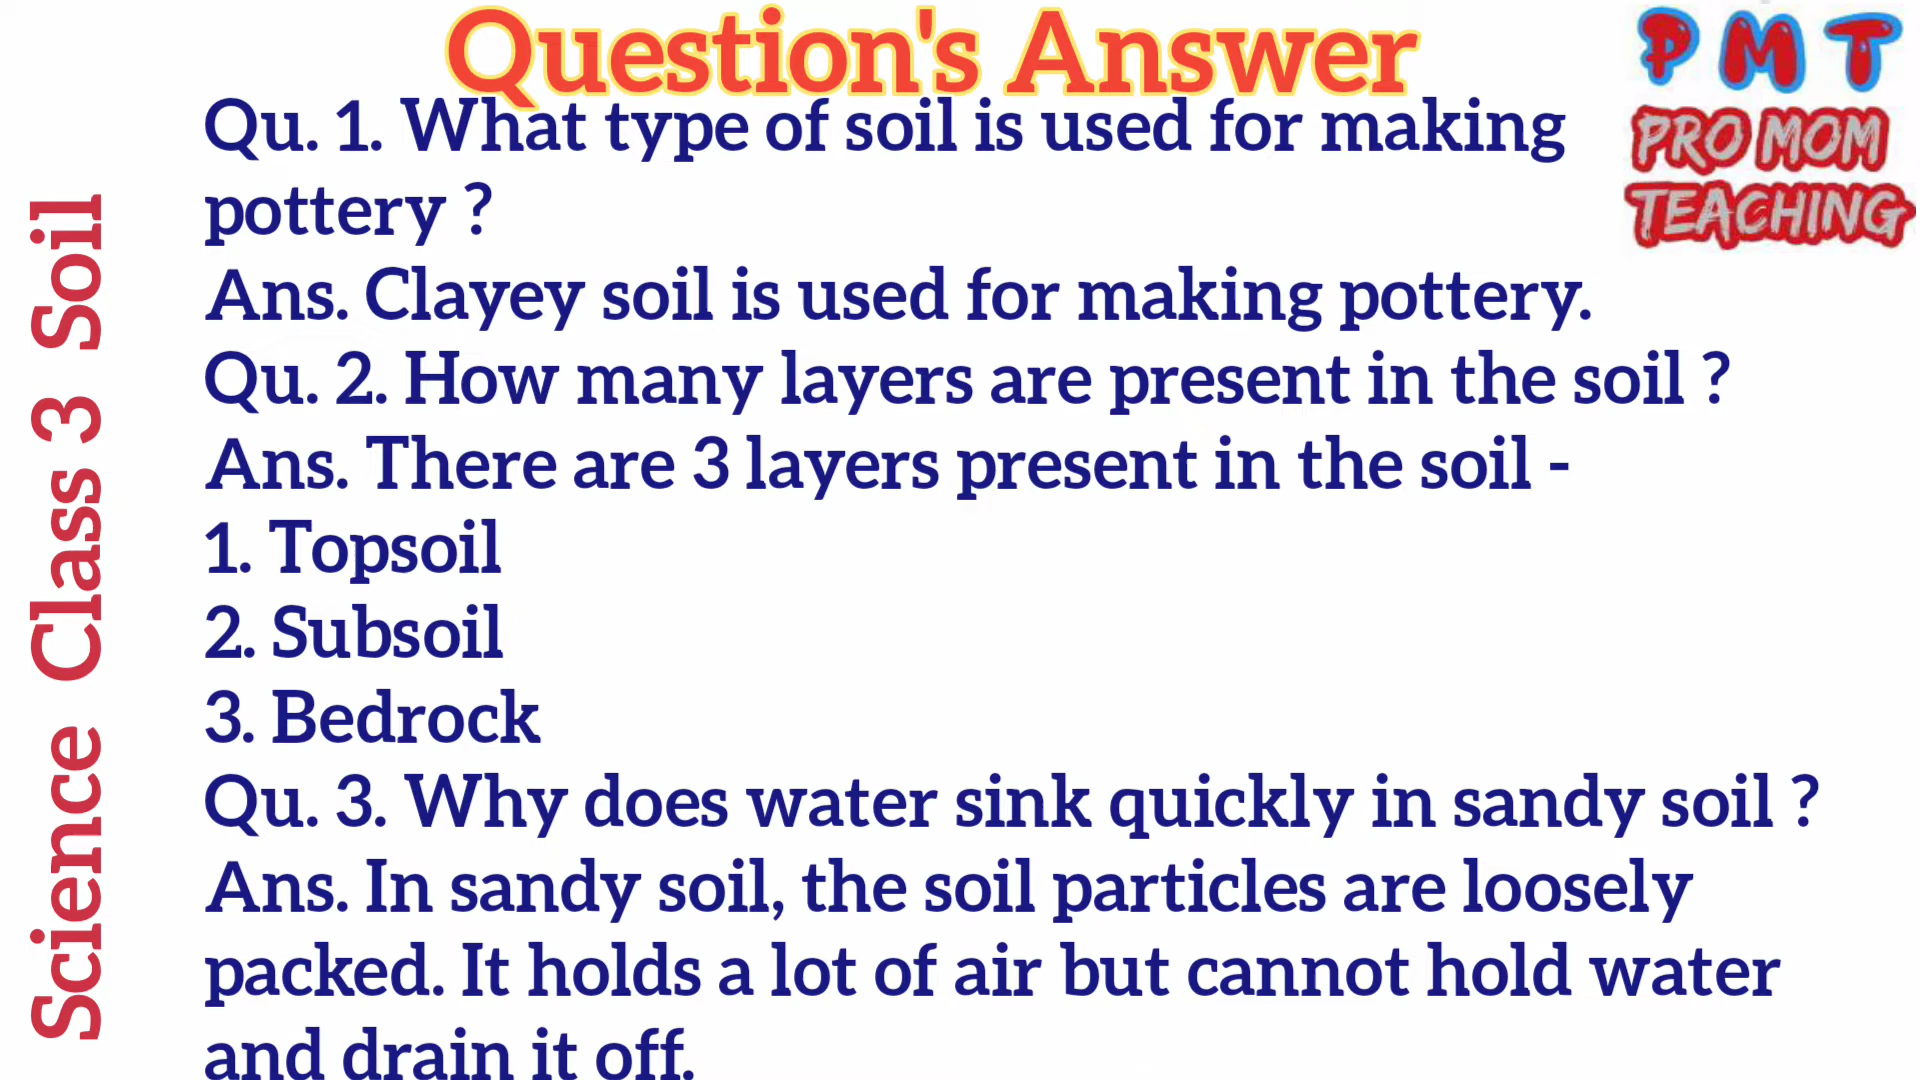 Question's Answer
P M T
PRO MOM
TEACHING
Science Class 3 Soil
Qu. 1. What type of soil is used for making
pottery ?
Ans. Clayey soil is used for making pottery.
Qu. 2. How many layers are present in the soil ?
Ans. There are 3 layers present in the soil -
1. Topsoil
2. Subsoil
3. Bedrock
Qu. 3. Why does water sink quickly in sandy soil ?
Ans. In sandy soil, the soil particles are loosely
packed. It holds a lot of air but cannot hold water
and drain it off.